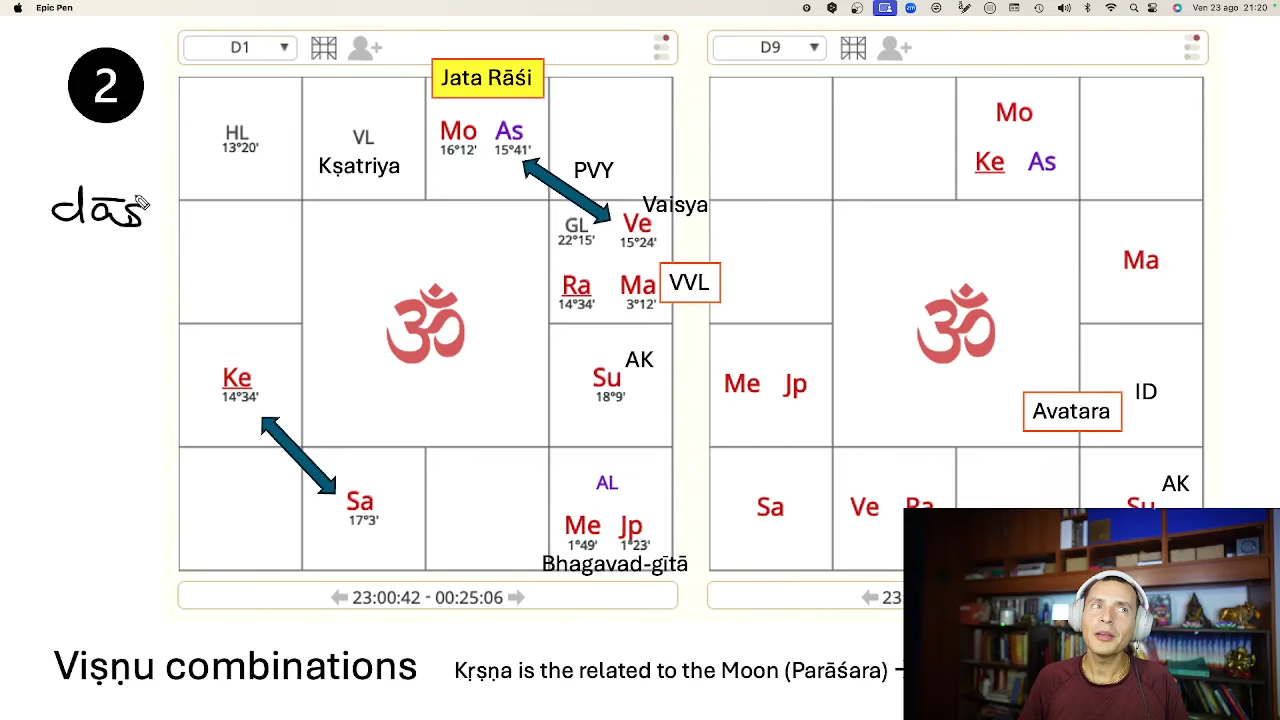 Epic Pen
Ven 23 ago 21:20
D1
D9
2
Jata Rāśi
HL
13°20'
VL
Kṣatriya
Mo As
16°12' 15°41'
PVY
Vaisya
GL Ve
22°15' 15°24'
Ra Ma
14°34' 3°12'
VVL
dās
Ke
14°34'
Su AK
18°9'
Sa
17°3'
AL
Me Jp
1°49' 1°23'
Bhagavad-gītā
23:00:42 - 00:25:06
Mo
Ke As
Ma
Me Jp
ID
Avatara
AK
Sa Ve Ra
Su
23
Viṣṇu combinations
Kṛṣṇa is the related to the Moon (Parāśara)